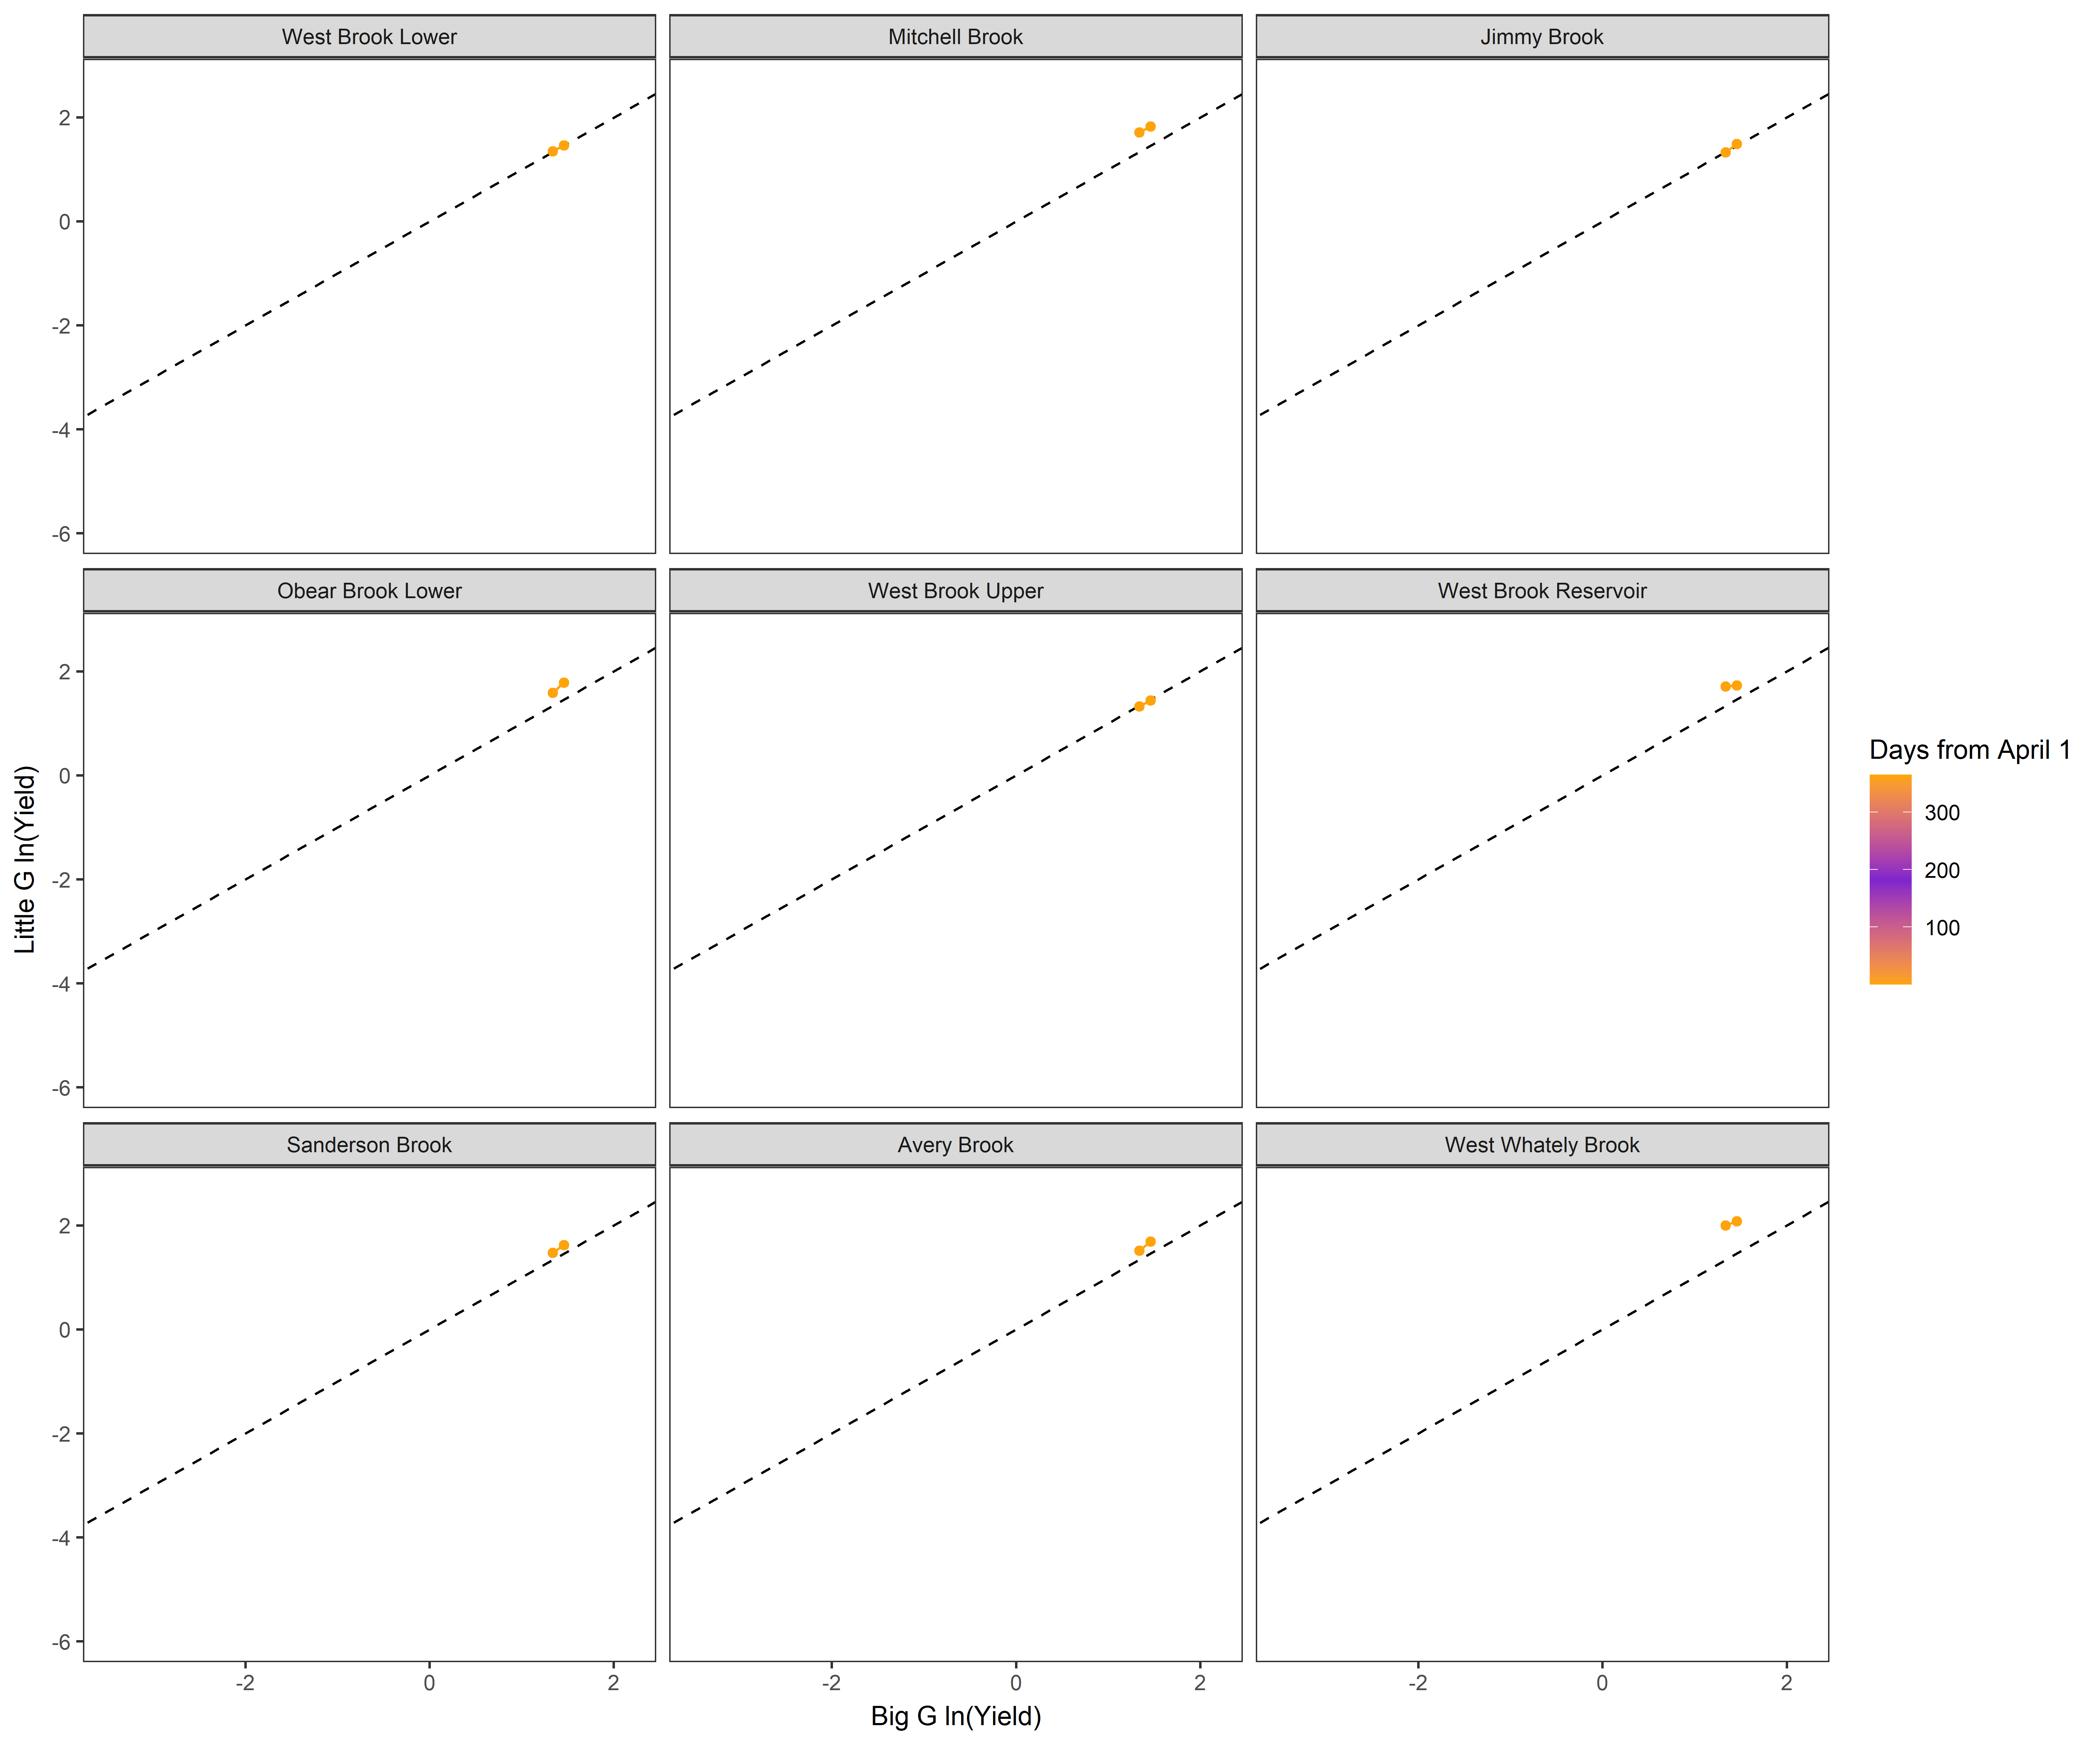 West Brook Lower
Mitchell Brook
Jimmy Brook
2
0
-2
-4
-6
Obear Brook Lower
West Brook Upper
West Brook Reservoir
2
0
-2
-4
-6
Sanderson Brook
Avery Brook
West Whately Brook
2
0
-2
-4
-6
-2 0 2
-2 0 2
-2 0 2
Big G ln(Yield)
Little G ln(Yield)
Days from April 1
300
200
100